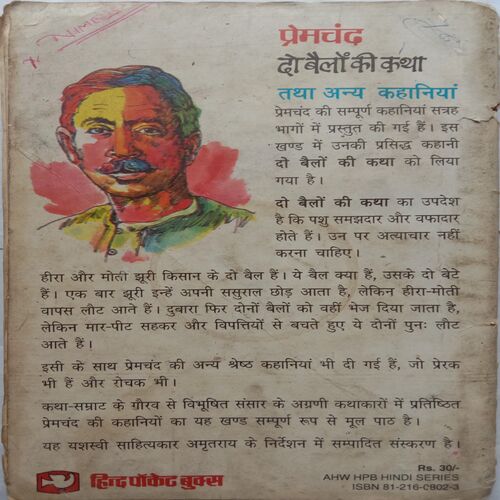 प्रेमचंद
दो बैलों की कथा
तथा अन्य कहानियां
प्रेमचंद की सम्पूर्ण कहानियां सत्रह
भागों में प्रस्तुत की गई हैं। इस
खण्ड में उनकी प्रसिद्ध कहानी
दो बैलों की कथा को लिया
गया है।
दो बैलों की कथा का उपदेश
है कि पशु समझदार और वफादार
होते हैं। उन पर अत्याचार नहीं
करना चाहिए।
हीरा और मोती झूरी किसान के दो बैल हैं। ये बैल क्या हैं, उसके दो बेटे
हैं। एक बार झूरी इन्हें अपनी ससुराल छोड़ आता है, लेकिन हीरा-मोती
वापस लौट आते हैं। दुबारा फिर दोनों बैलों को वहीं भेज दिया जाता है,
लेकिन मार-पीट सहकर और विपत्तियों से बचते हुए ये दोनों पुनः लौट
आते हैं।
इसी के साथ प्रेमचंद की अन्य श्रेष्ठ कहानियां भी दी गई हैं, जो प्रेरक
भी हैं और रोचक भी।
कथा-सम्राट के गौरव से विभूषित संसार के अग्रणी कथाकारों में प्रतिष्ठित
प्रेमचंद की कहानियों का यह खण्ड सम्पूर्ण रूप से मूल पाठ है।
यह यशस्वी साहित्यकार अमृतराय के निर्देशन में सम्पादित संस्करण है।
Rs. 30/-
हिन्द पॉकेट बुक्स
AHW HPB HINDI SERIES
ISBN 81-216-0802-3